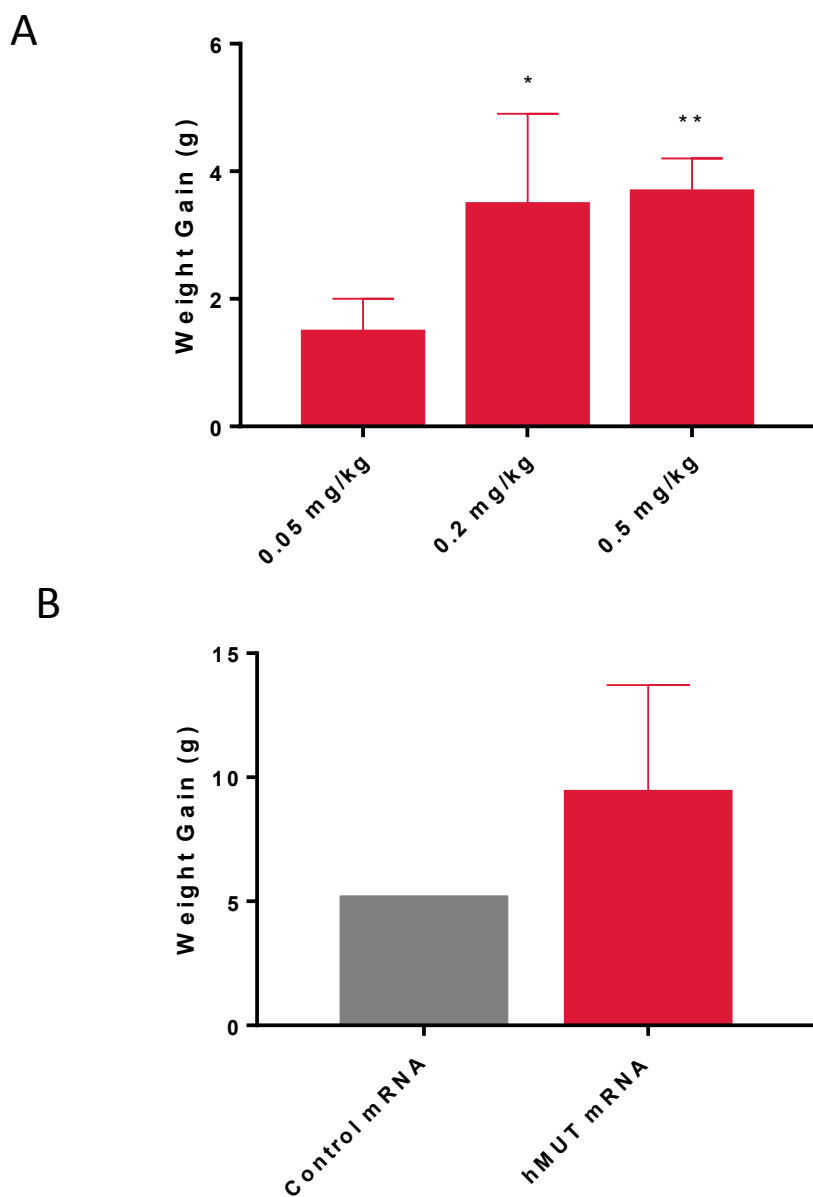 A
Weight Gain (g)
6
4
2
0
*
**
0.05 mg/kg
0.2 mg/kg
0.5 mg/kg
B
Weight Gain (g)
15
10
5
0
Control mRNA
hMUT mRNA